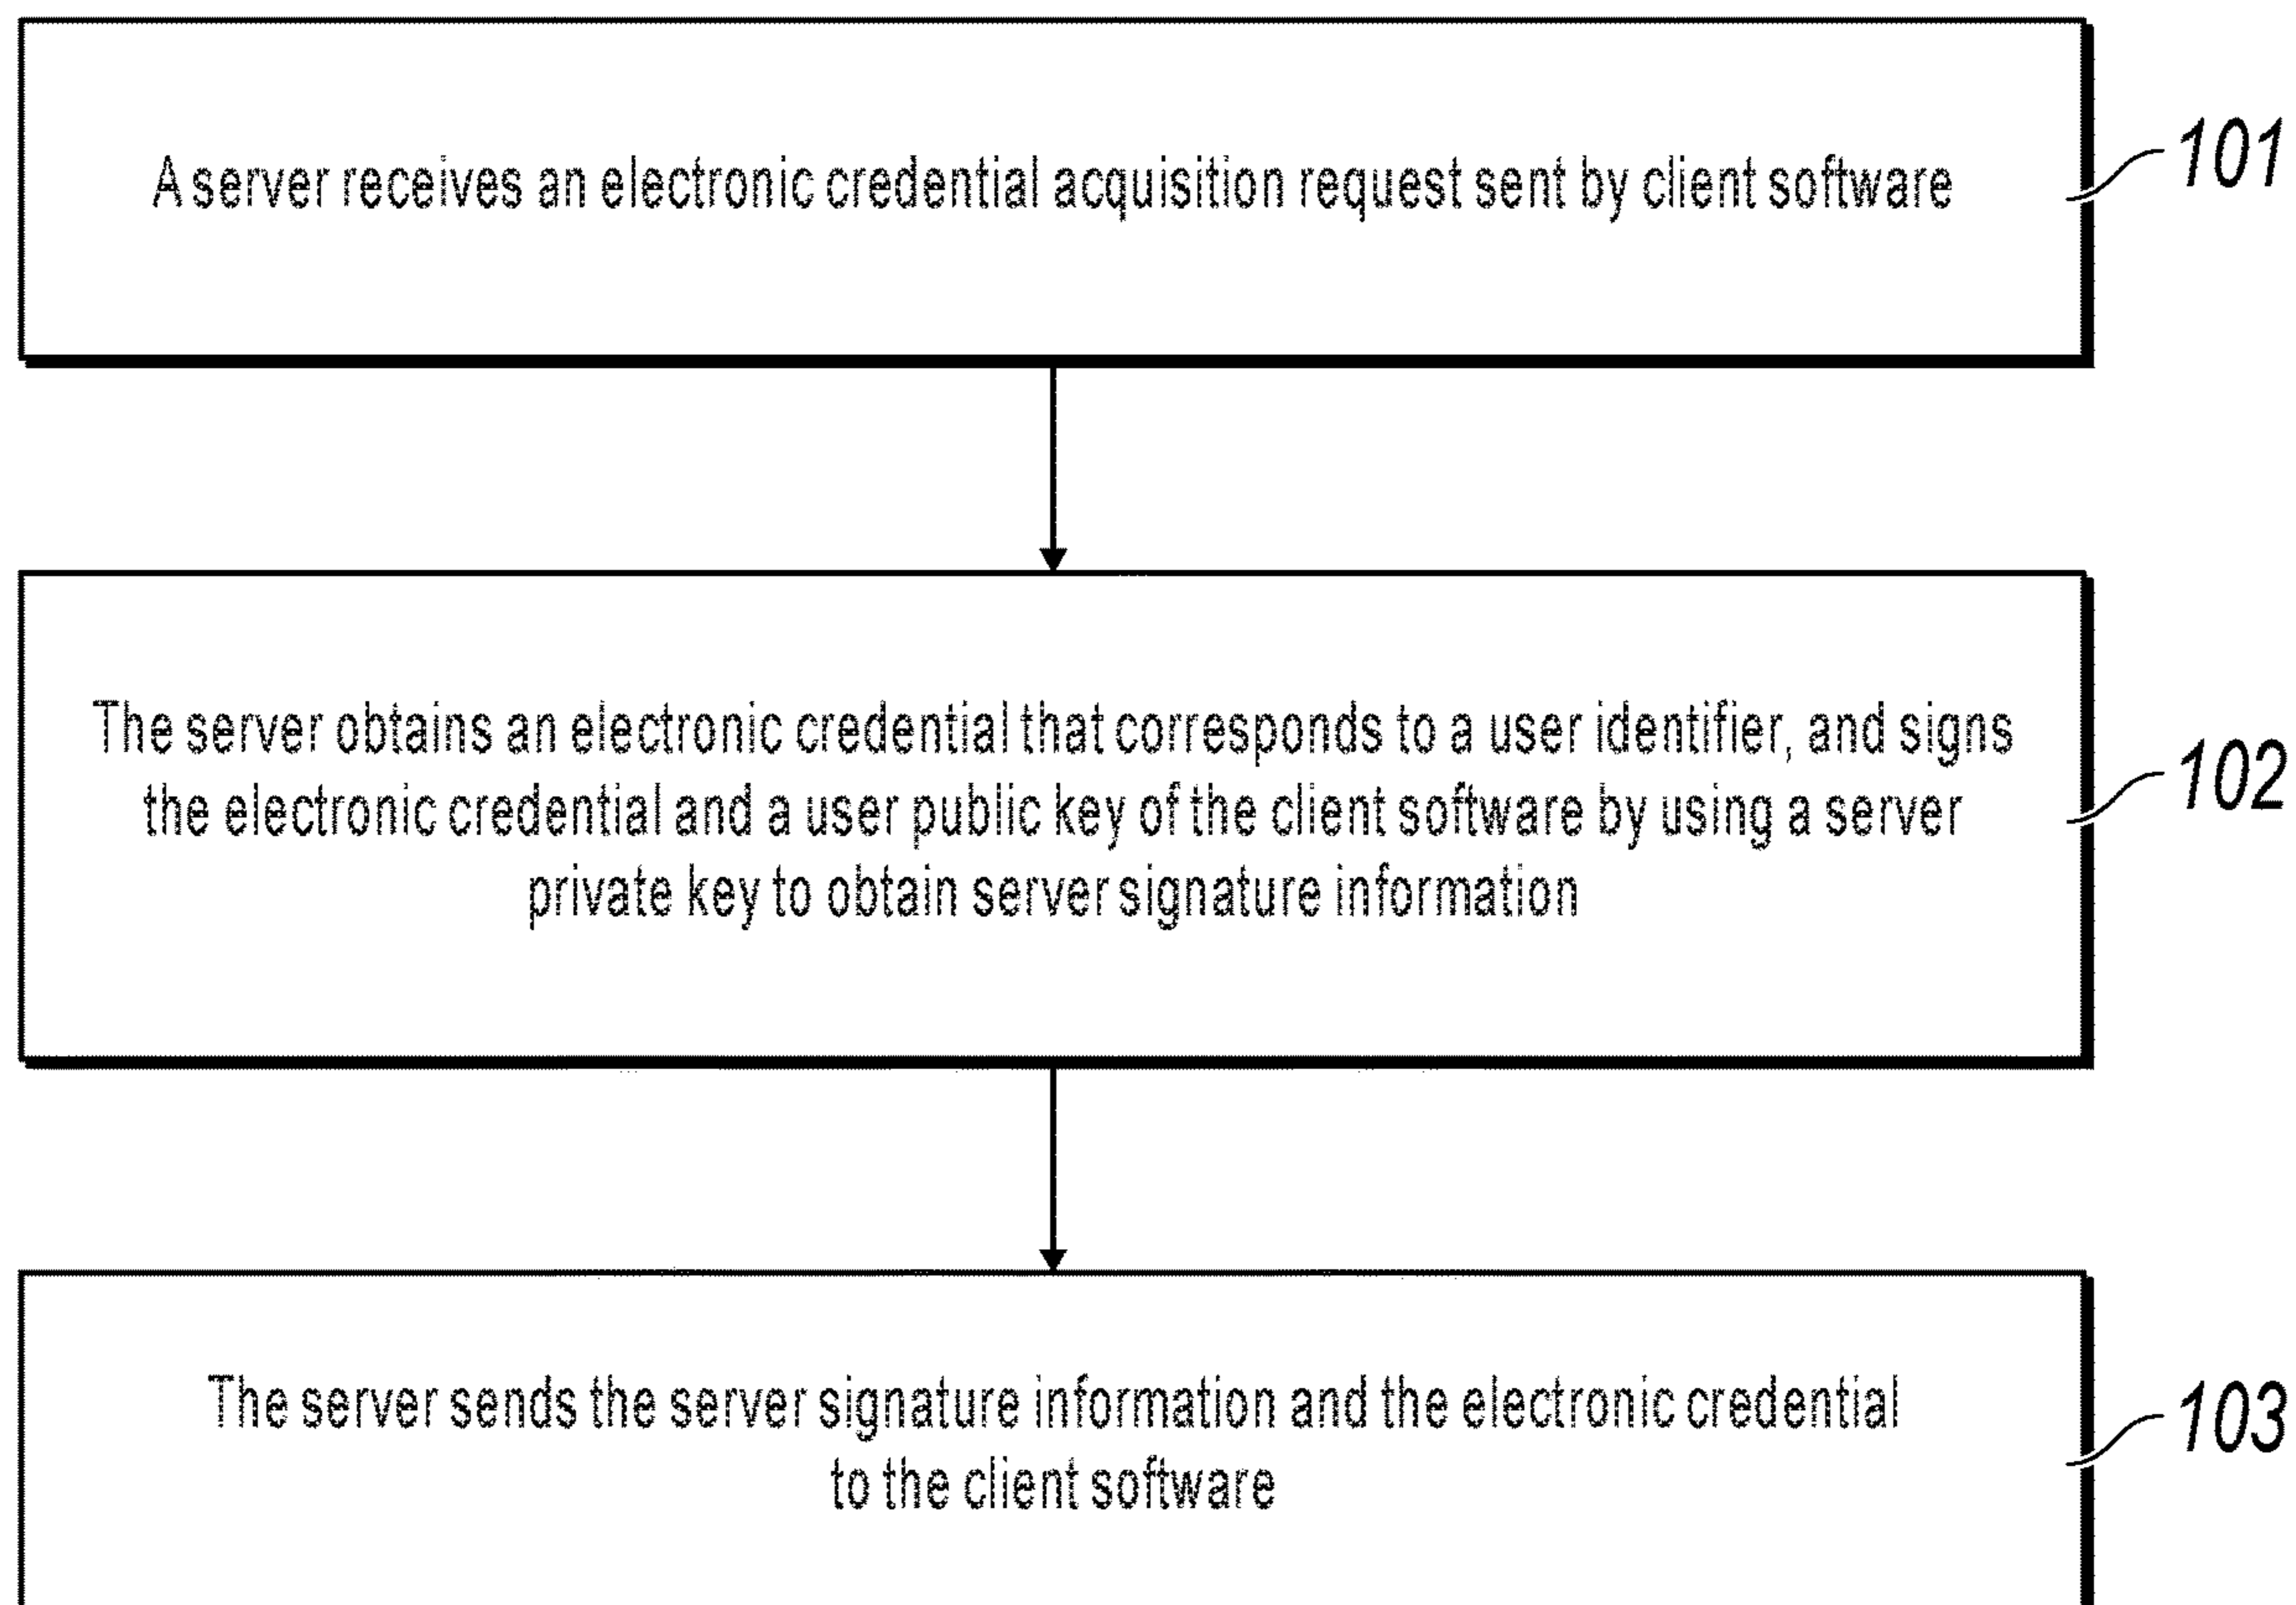 A server receives an electronic credential acquisition request sent by client software
101
The server obtains an electronic credential that corresponds to a user identifier, and signs
the electronic credential and a user public key of the client software by using a server
private key to obtain server signature information
102
The server sends the server signature information and the electronic credential
to the client software
103